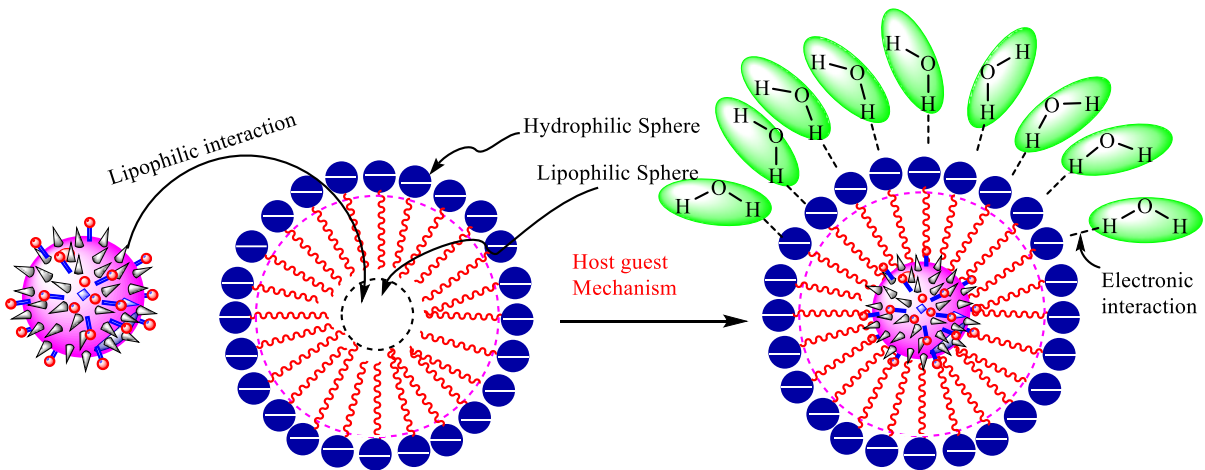 Lipophilic interaction
Hydrophilic Sphere
Lipophilic Sphere
Host guest
Mechanism
H O H
H O H
H O H
H O H
H O H
O H H
O H H
H O H
H O H
Electronic
interaction